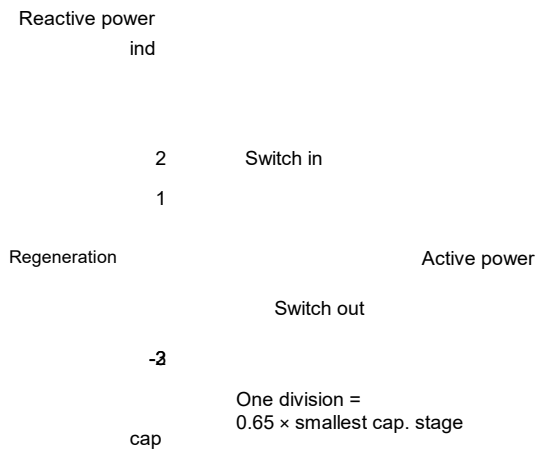 Reactive power
ind
2
Switch in
1
Regeneration
Active power
Switch out
One division =
0.65 × smallest cap. stage
cap